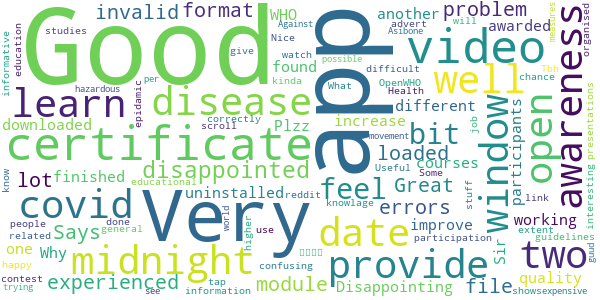 Good
app
Very
certificate
disease
video
well
window
awareness
open
two
provide
date
midnight
covid
learn
disappointed
feel
bit
invalid
format
WHO
another
problem
awarded
organised
advert
will
measures
Against
Nice
Asibone
studies
give
watch
found
kinda
possible
difficult
OpenWHO
Tbh
chance
education
informative
hazardous
per
epidamic
What
Health
different
job
participants
presentations
downloaded
scroll
correctly
Plzz
increase
Some
movement
lot
finished
educational
loaded
Useful
courses
link
interesting
know
uninstalled
reddit
knowlage
Great
stuff
Says
errors
working
extent
people
related
done
general
world
use
improve
participation
Sir
guidelines
one
Why
higher
quality
guud
happy
contest
trying
experienced
see
tap
information
confusing
module
Disappointing
file
shows
expensive